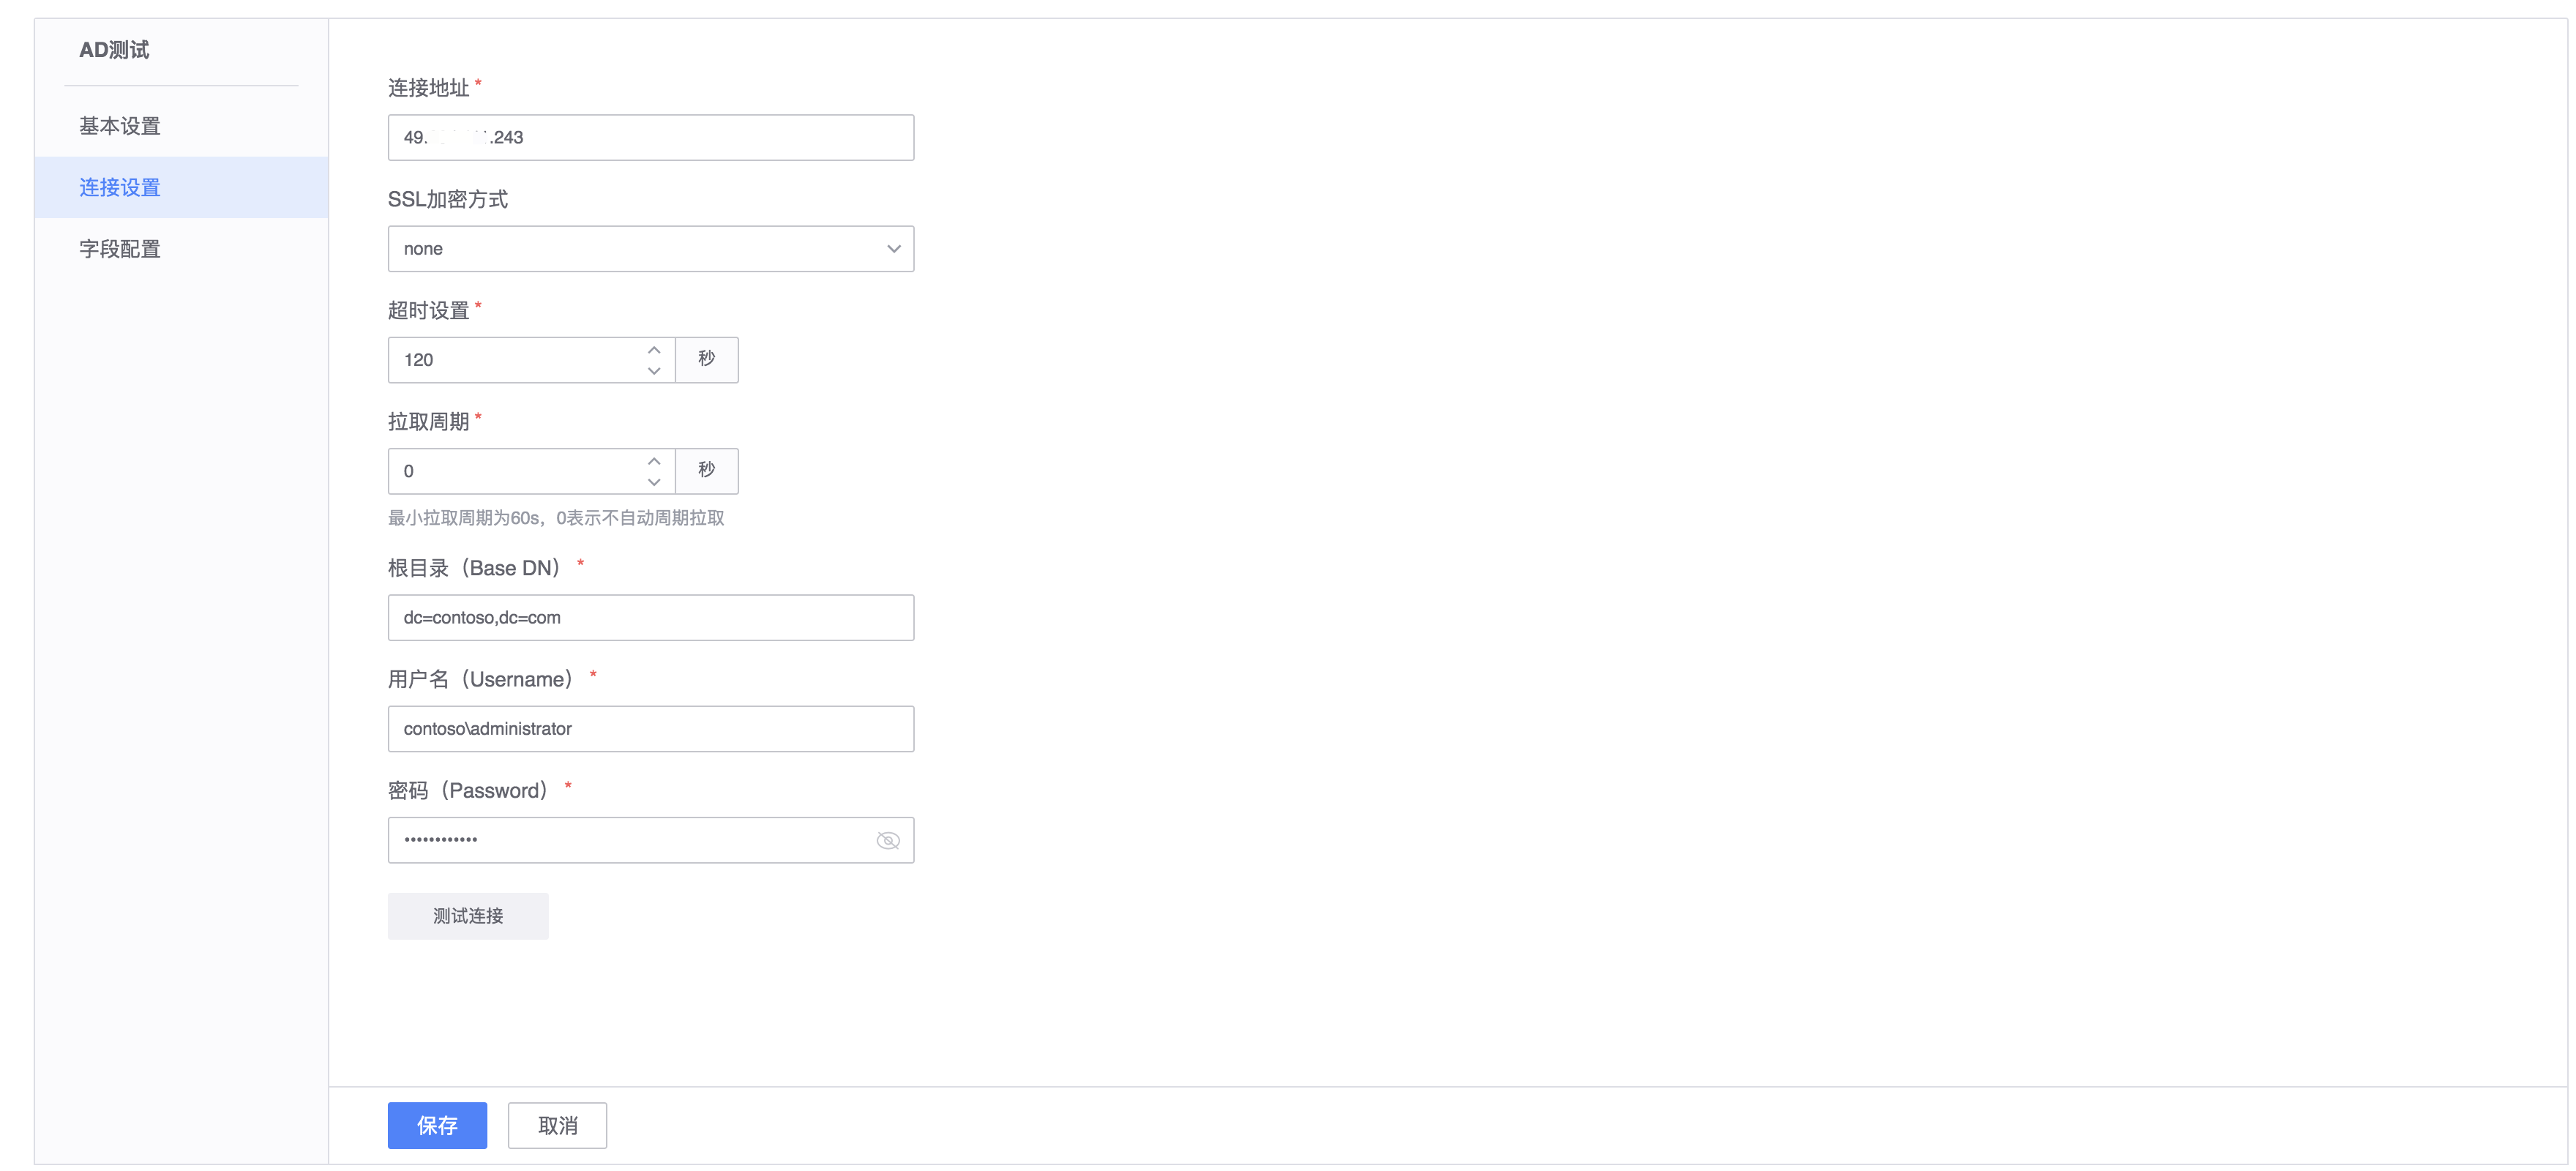 AD测试
基本设置
连接设置
字段配置
连接地址 *
49. .243
SSL加密方式
none
超时设置 *
120 秒
拉取周期 *
0 秒
最小拉取周期为60s，0表示不自动周期拉取
根目录（Base DN） *
dc=contoso,dc=com
用户名（Username） *
contoso\administrator
密码（Password） *
••••••••••••
测试连接
保存 取消